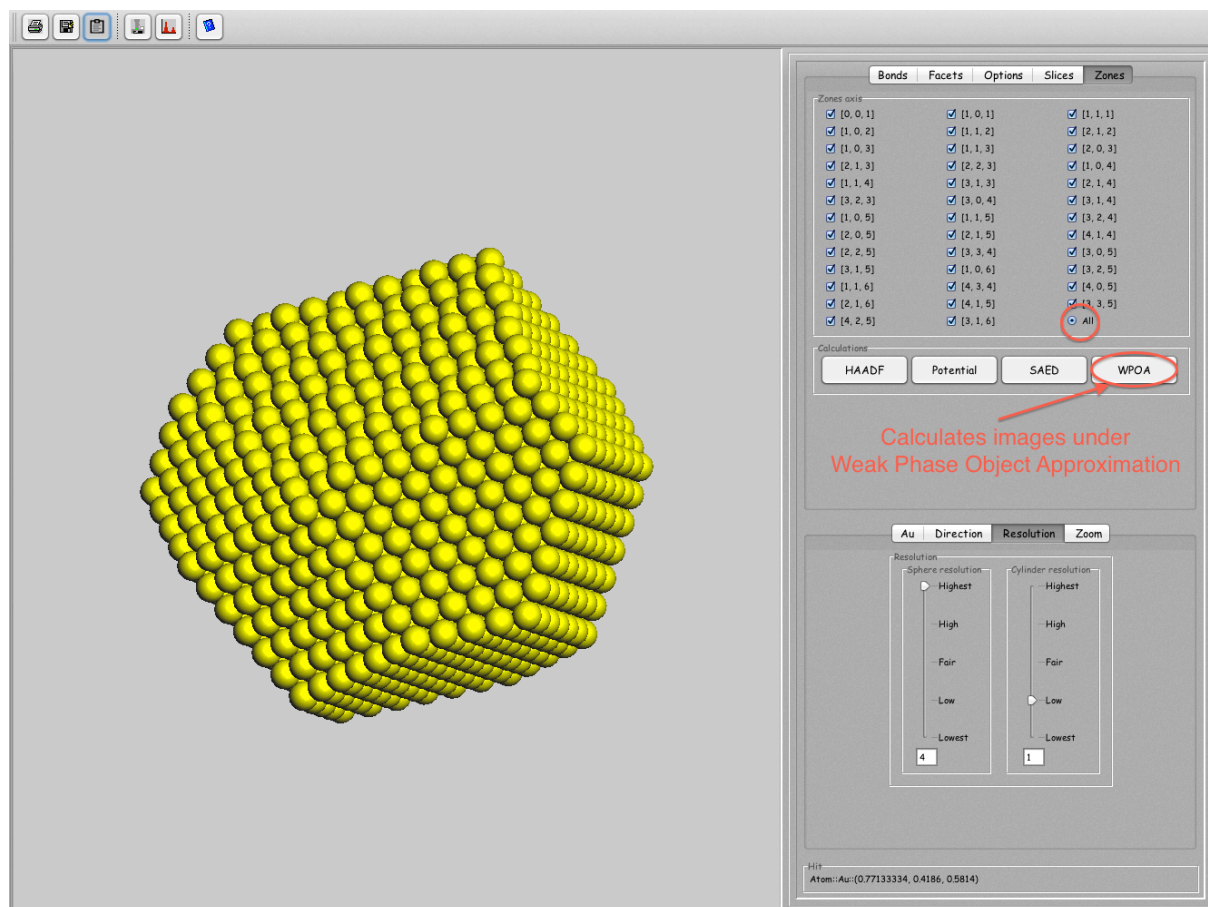 Bonds Facets Options Slices Zones
Zones axis
[0, 0, 1] [1, 0, 1] [1, 1, 1]
[1, 0, 2] [1, 1, 2] [2, 1, 2]
[1, 0, 3] [1, 1, 3] [2, 0, 3]
[2, 1, 3] [2, 2, 3] [1, 0, 4]
[1, 1, 4] [3, 1, 3] [2, 1, 4]
[3, 2, 3] [3, 0, 4] [3, 1, 4]
[1, 0, 5] [1, 1, 5] [3, 2, 4]
[2, 0, 5] [2, 1, 5] [4, 1, 4]
[2, 2, 5] [3, 3, 4] [3, 0, 5]
[3, 1, 5] [1, 0, 6] [3, 2, 5]
[1, 1, 6] [4, 3, 4] [4, 0, 5]
[2, 1, 6] [4, 1, 5] [3, 3, 5]
[4, 2, 5] [3, 1, 6] All
Calculations
HAADF Potential SAED WPOA
Calculates images under
Weak Phase Object Approximation
Au Direction Resolution Zoom
Resolution
Sphere resolution Cylinder resolution
Highest Highest
High High
Fair Fair
Low Low
Lowest Lowest
4 1
Hit
Atom::Au::(0.77133334, 0.4186, 0.5814)